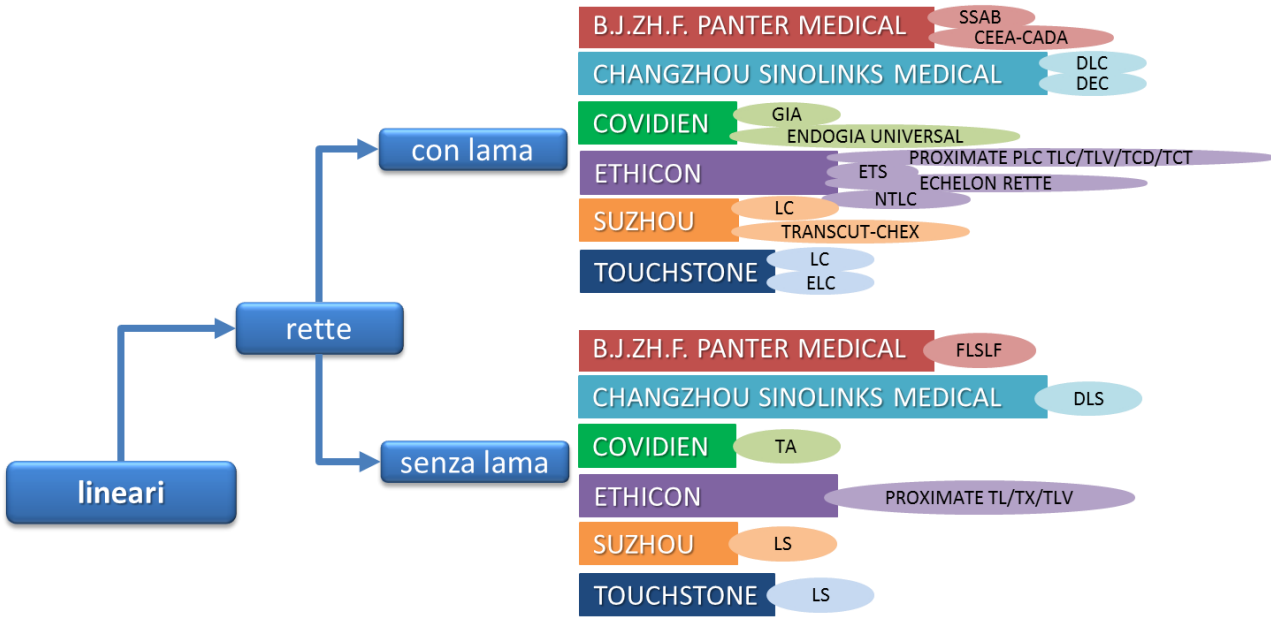 B.J.ZH.F. PANTER MEDICAL
SSAB
CEEA-CADA
CHANGZHOU SINOLINKS MEDICAL
DLC
DEC
COVIDIEN
GIA
ENDOGIA UNIVERSAL
con lama
ETHICON
PROXIMATE PLC TLC/TLV/TCD/TCT
ETS
ECHELON RETTE
NTLC
SUZHOU
LC
TRANSCUT-CHEX
TOUCHSTONE
LC
ELC
rette
B.J.ZH.F. PANTER MEDICAL
FLSLF
CHANGZHOU SINOLINKS MEDICAL
DLS
COVIDIEN
TA
senza lama
lineari
ETHICON
PROXIMATE TL/TX/TLV
SUZHOU
LS
TOUCHSTONE
LS